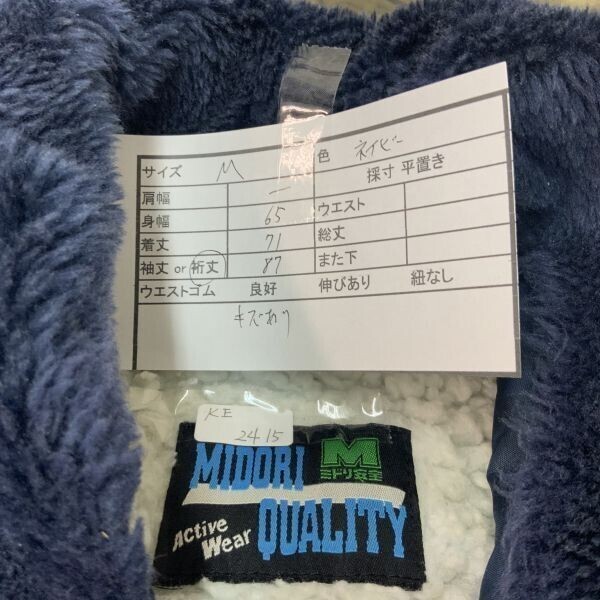 サイズ M 色 ネイビー
肩幅 ー 採寸 平置き
身幅 65 ウエスト
着丈 71 総丈
袖丈 or 裄丈 87 また下
ウエストゴム 良好 伸びあり 紐なし
キズあり
KE
2415
MIDORI M
ミドリ安全
Active
Wear QUALITY